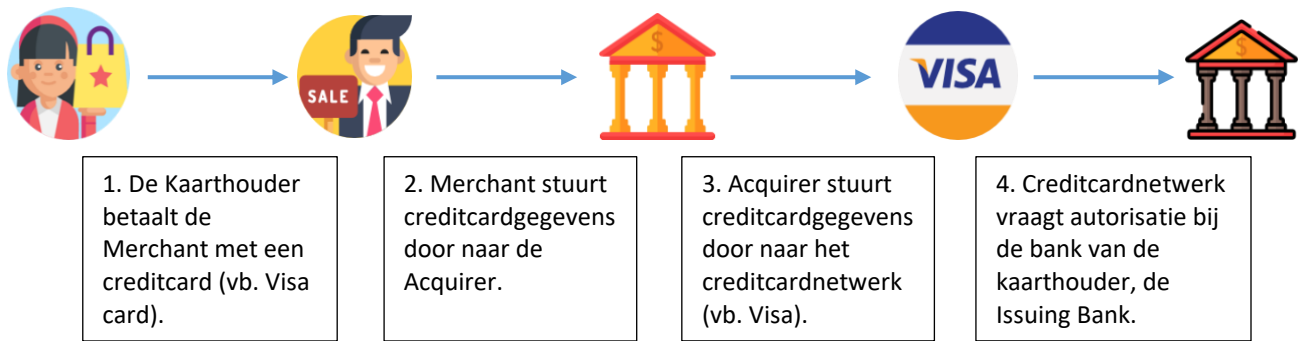 SALE
$
VISA
$
1. De Kaarthouder
betaalt de
Merchant met een
creditcard (vb. Visa
card).
2. Merchant stuurt
creditcardgegevens
door naar de
Acquirer.
3. Acquirer stuurt
creditcardgegevens
door naar het
creditcardnetwerk
(vb. Visa).
4. Creditcardnetwerk
vraagt autorisatie bij
de bank van de
kaarthouder, de
Issuing Bank.